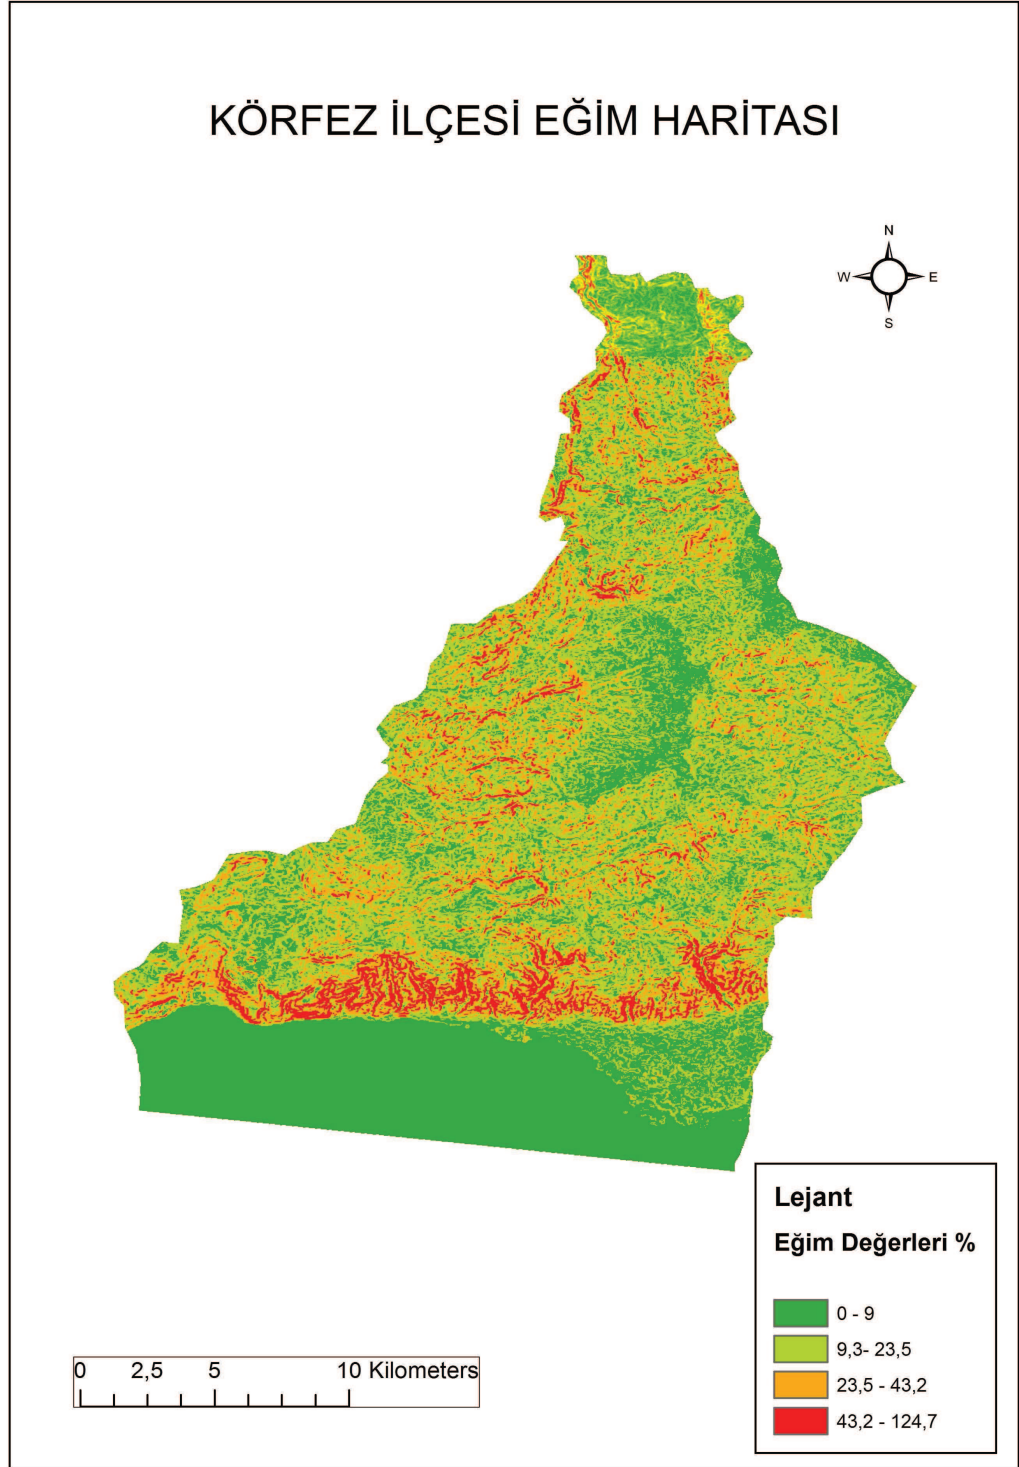 KÖRFEZ İLÇESİ EĞİM HARİTASI
N
W E
S
Lejant
Eğim Değerleri %
0 - 9
9,3- 23,5
23,5 - 43,2
43,2 - 124,7
0 2,5 5 10 Kilometers